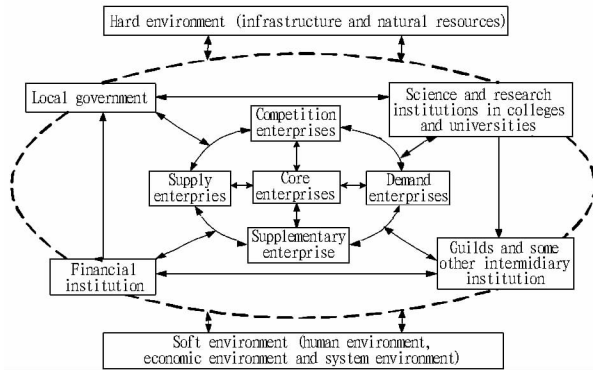 Hard environment (infrastructure and natural resources)
Local government
Science and research
institutions in colleges
and universities
Competition
enterprises
Supply
enterpries
Core
enterprises
Demand
enterprises
Supplementary
enterprise
Financial
institution
Guilds and some
other intermidiary
institution
Soft environment (human environment,
economic environment and system environment)